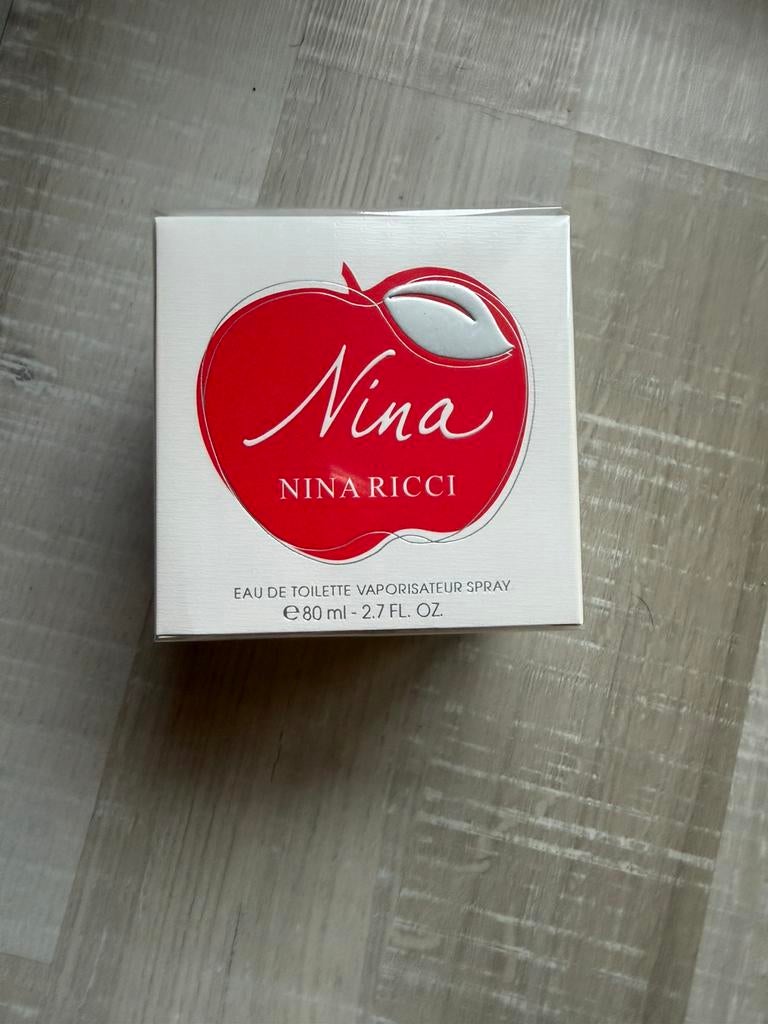 Nina
NINA RICCI
EAU DE TOILETTE VAPORISATEUR SPRAY
℮80 ml - 2.7 FL. OZ.